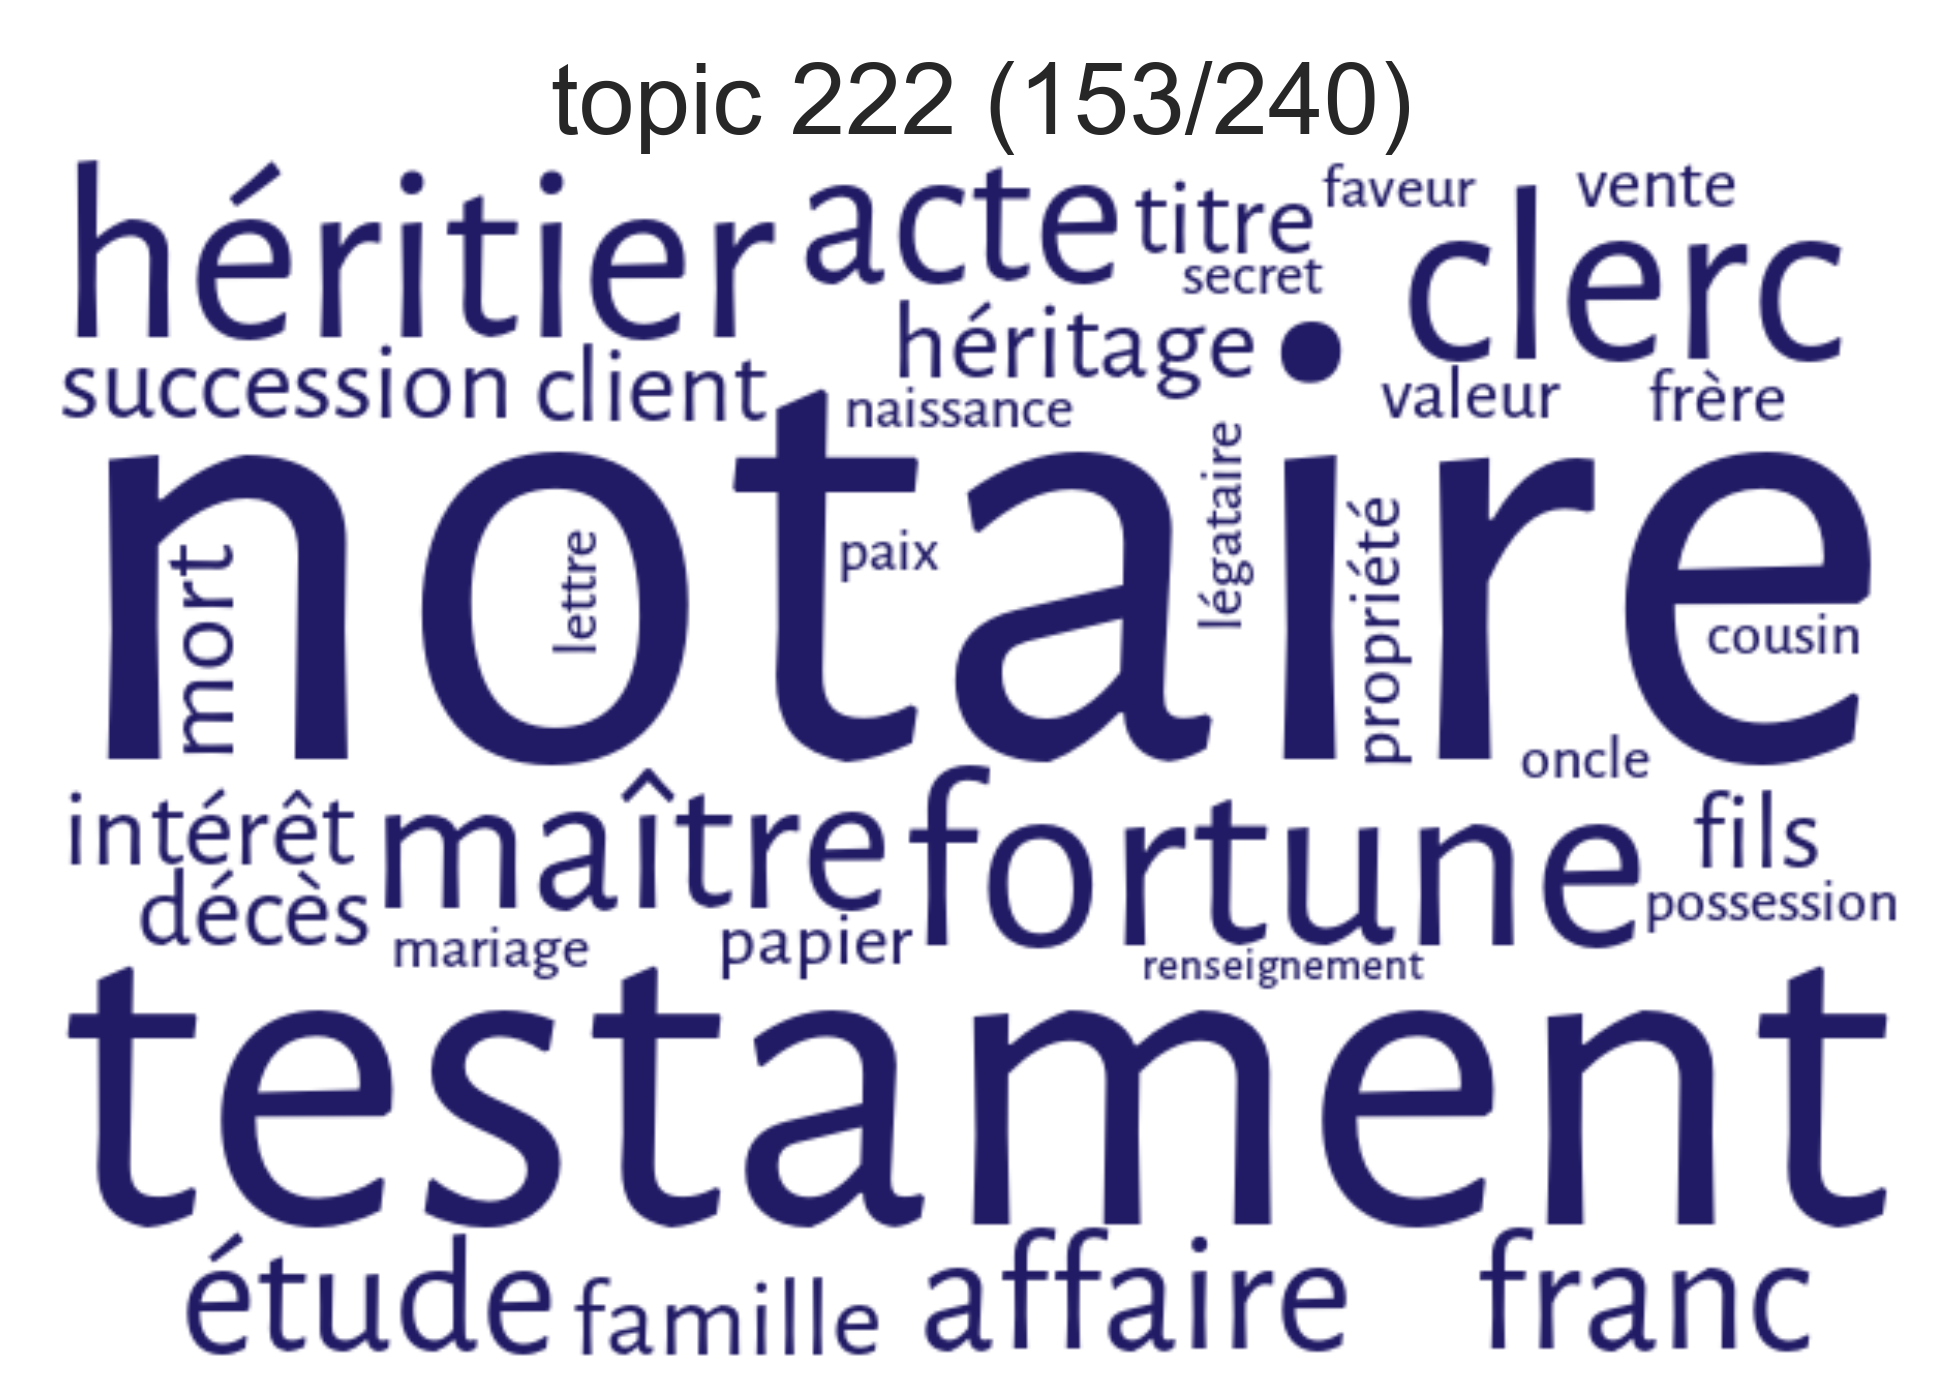 topic 222 (153/240)
héritier acte titre faveur vente
secret clerc
succession client héritage valeur frère
naissance
notaire
mort lettre paix légataire propriété cousin
oncle
intérêt maître fortune fils
décès possession
mariage papier renseignement
testament
étude famille affaire franc